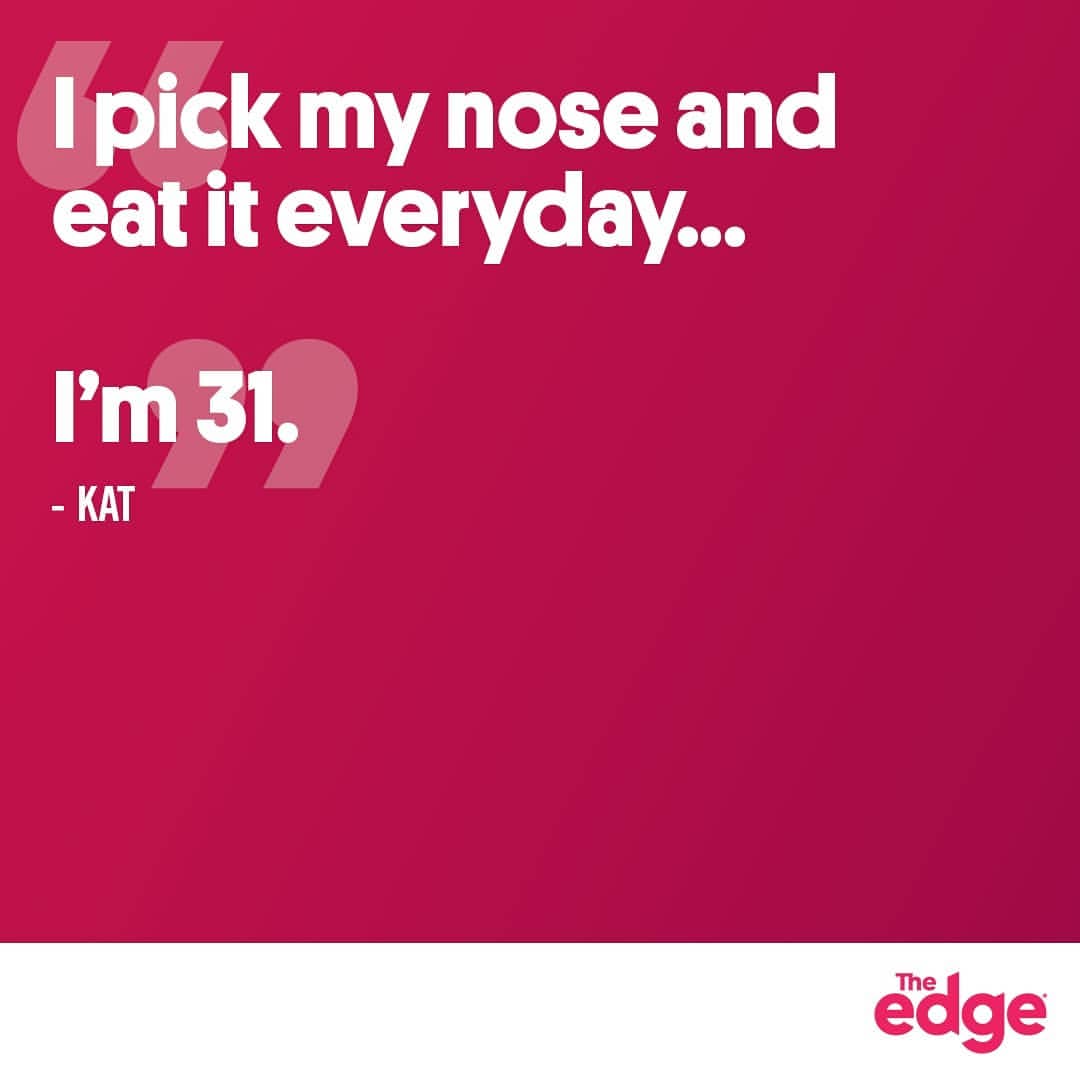 “
I pick my nose and
eat it everyday...
I’m 31.
”
- KAT
The
edge